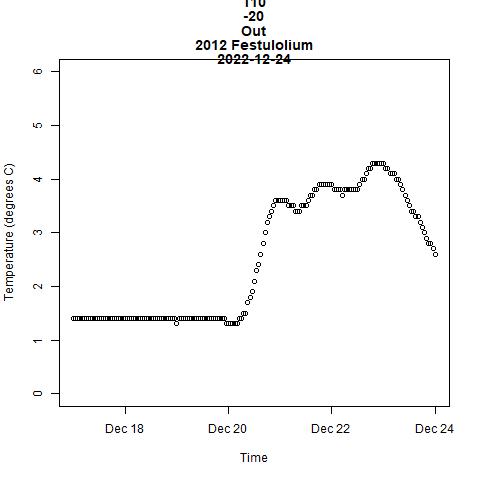 110
-20
Out
2012 Festulolium
2022-12-24
6
5
4
3
2
1
0
Temperature (degrees C)
Dec 18
Dec 20
Dec 22
Dec 24
Time